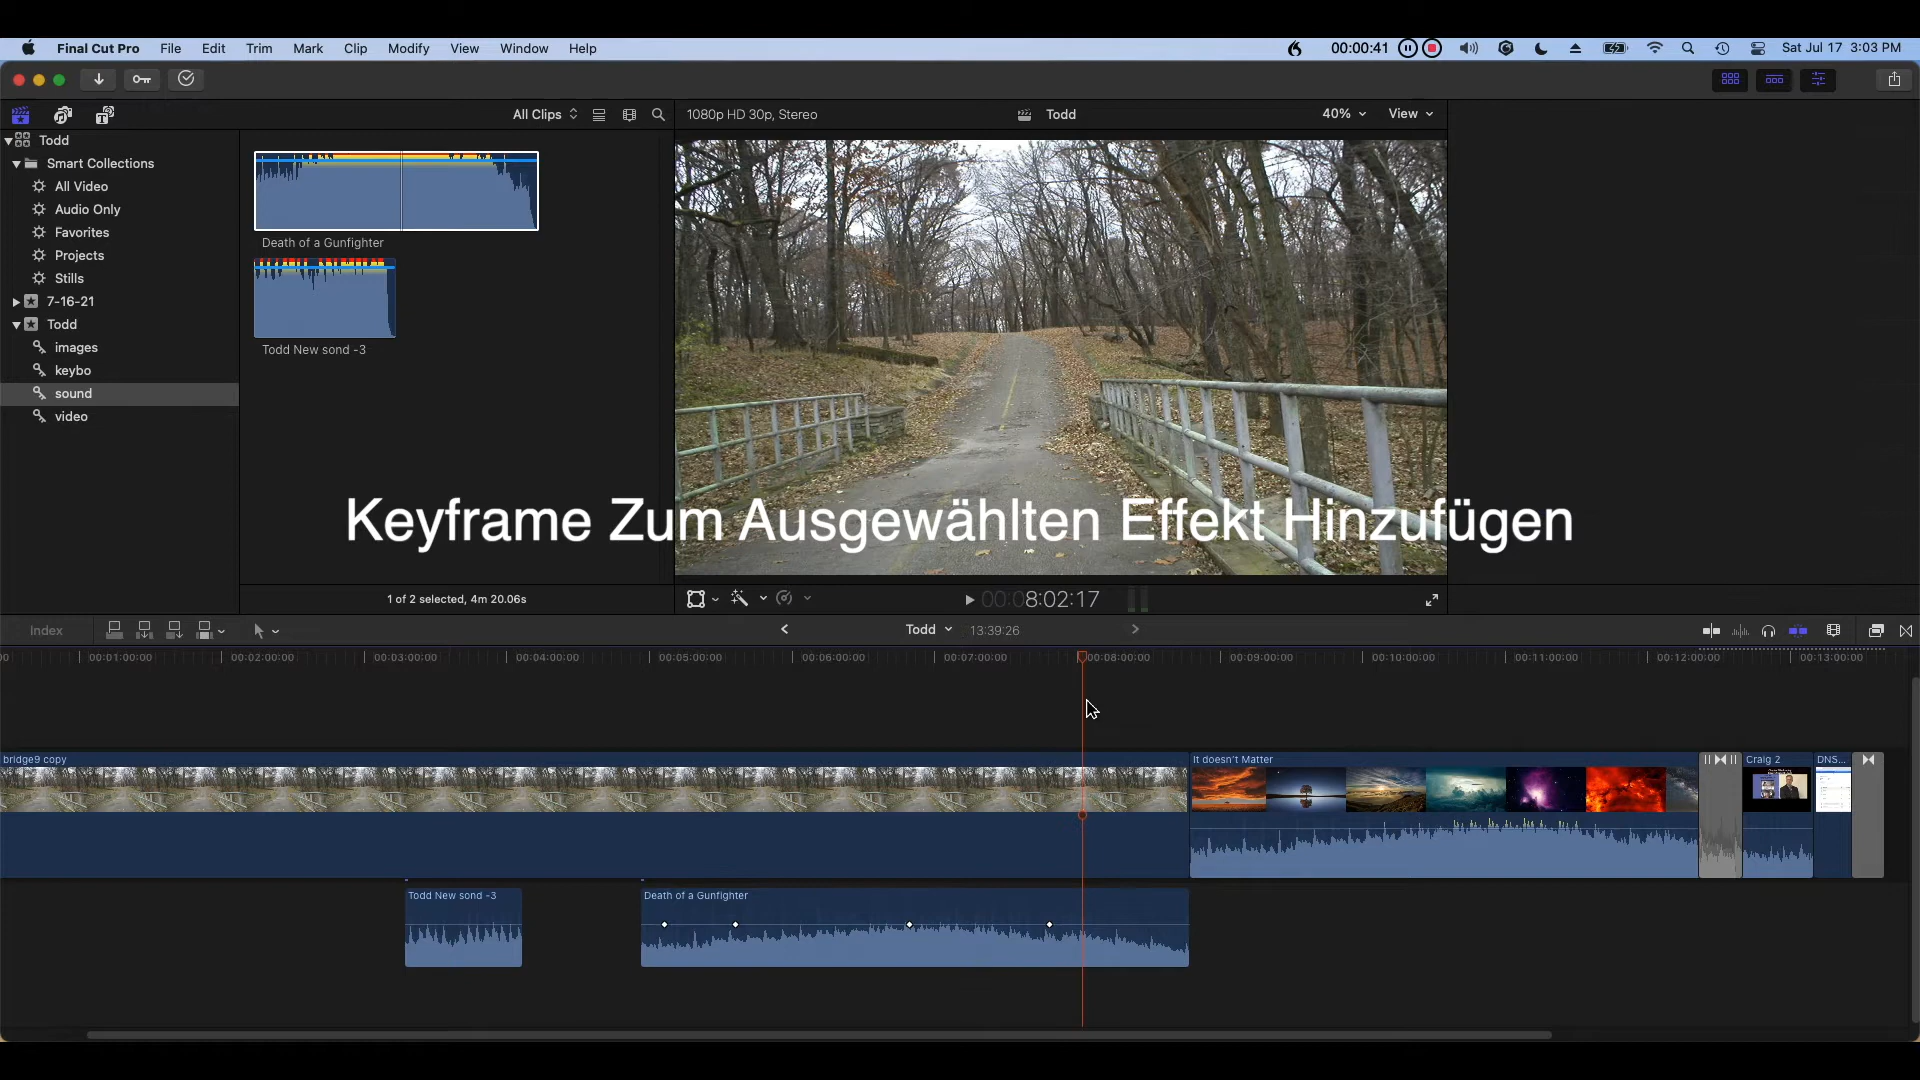 Final Cut Pro File Edit Trim Mark Clip Modify View Window Help
00:00:41 Sat Jul 17 3:03 PM
All Clips
1080p HD 30p, Stereo Todd 40% View
Todd
Smart Collections
All Video
Audio Only
Favorites
Projects
Stills
7-16-21
Todd
images
keybo
sound
video
Death of a Gunfighter
Todd New sond -3
Keyframe Zum Ausgewählten Effekt Hinzufügen
1 of 2 selected, 4m 20.06s
00:08:02:17
Index
Todd 13:39:26
00:01:00:00 00:02:00:00 00:03:00:00 00:04:00:00 00:05:00:00 00:06:00:00 00:07:00:00 00:08:00:00 00:09:00:00 00:10:00:00 00:11:00:00 00:12:00:00 00:13:00:00
bridge9 copy It doesn't Matter Craig 2 DNS...
Todd New sond -3 Death of a Gunfighter